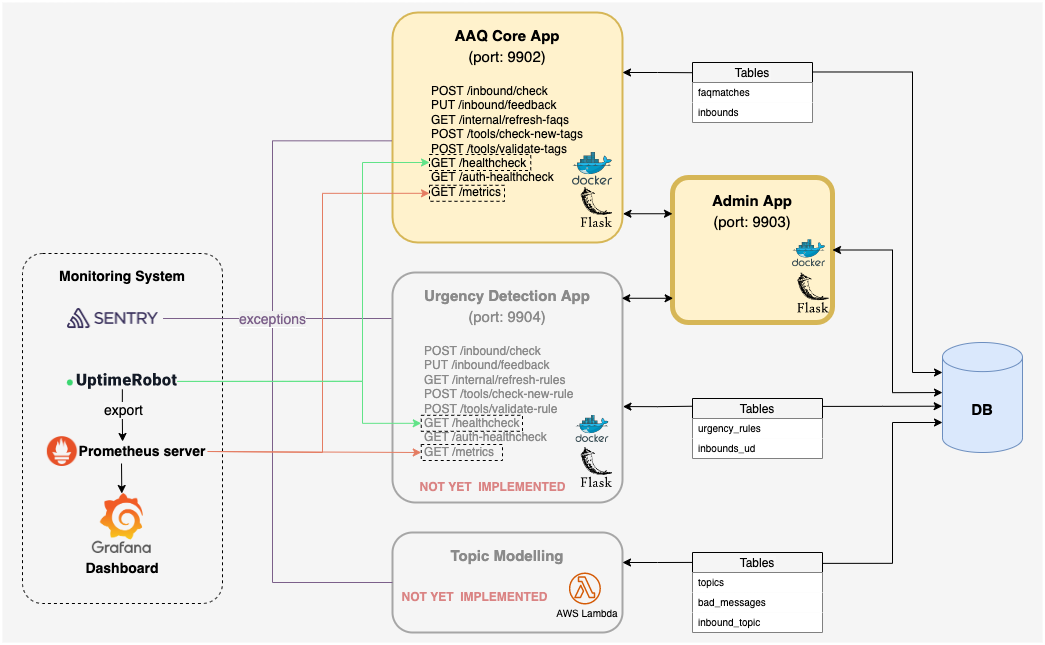 AAQ Core App
(port: 9902)
POST /inbound/check
PUT /inbound/feedback
GET /internal/refresh-faqs
POST /tools/check-new-tags
POST /tools/validate-tags
GET /healthcheck
GET /auth-healthcheck
GET /metrics
docker
Flask
Tables
faqmatches
inbounds
Admin App
(port: 9903)
docker
Flask
Monitoring System
SENTRY
exceptions
UptimeRobot
export
Prometheus server
Grafana
Dashboard
Urgency Detection App
(port: 9904)
POST /inbound/check
PUT /inbound/feedback
GET /internal/refresh-rules
POST /tools/check-new-rule
POST /tools/validate-rule
GET /healthcheck
GET /auth-healthcheck
GET /metrics
docker
Flask
NOT YET IMPLEMENTED
Tables
urgency_rules
inbounds_ud
DB
Topic Modelling
NOT YET IMPLEMENTED
AWS Lambda
Tables
topics
bad_messages
inbound_topic